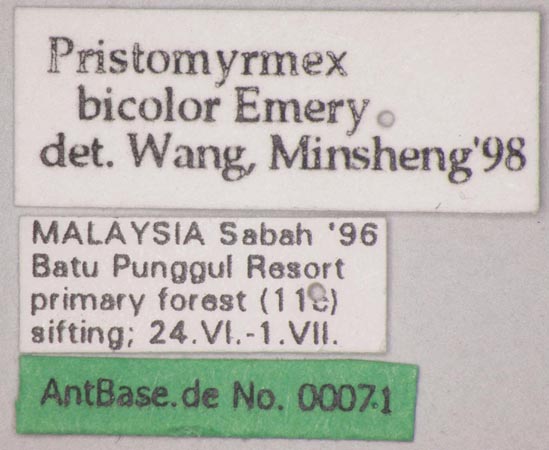 Pristomyrmex
bicolor Emery
det. Wang, Minsheng'98
MALAYSIA Sabah '96
Batu Punggul Resort
primary forest (11c)
sifting; 24.VI.-1.VII.
AntBase.de No. 00071